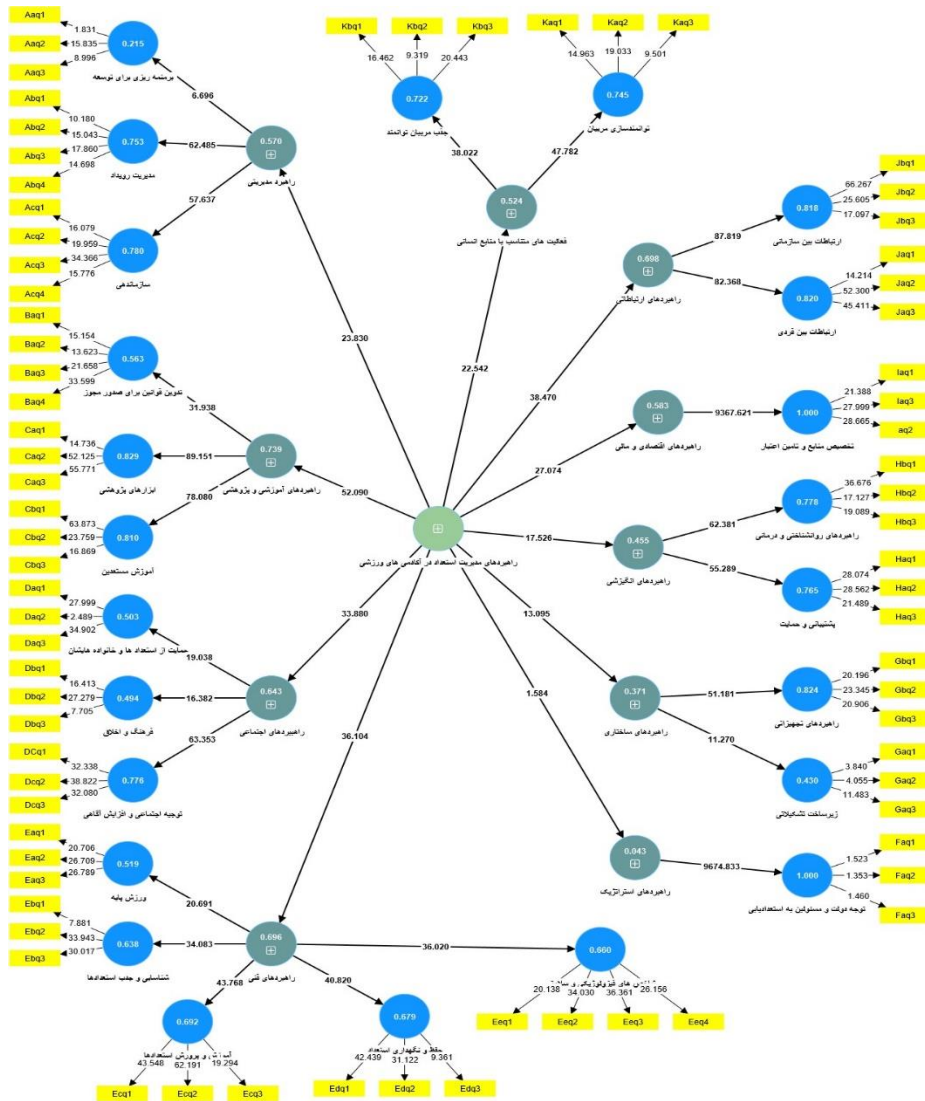 Aaq1
Aaq2
Aaq3
1.831
15.835
8.996
0.215
برنامه ریزی برای توسعه
6.696
Abq1
Abq2
Abq3
Abq4
10.180
15.043
17.860
14.698
0.753
مدیریت رویداد
62.485
0.570
راهبرد مدیریتی
57.637
Acq1
Acq2
Acq3
Acq4
16.079
19.959
34.366
15.776
0.780
سازماندهی
23.830
Kbq1
Kbq2
Kbq3
16.462
9.319
20.443
0.722
جذب مربیان توانمند
38.022
Kaq1
Kaq2
Kaq3
14.963
19.033
9.501
0.745
توانمندسازی مربیان
47.782
0.524
فعالیت های متناسب با منابع انسانی
22.542
Jbq1
Jbq2
Jbq3
66.267
25.605
17.097
0.818
ارتباطات بین سازمانی
87.819
0.698
راهبردهای ارتباطاتی
82.368
Jaq1
Jaq2
Jaq3
14.214
52.300
45.411
0.820
ارتباطات بین فردی
38.470
Baq1
Baq2
Baq3
Baq4
15.154
13.623
21.658
33.599
0.563
تدوین قوانین برای صدور مجوز
31.938
Caq1
Caq2
Caq3
14.736
52.125
55.771
0.829
ابزارهای پژوهشی
89.151
0.739
راهبردهای آموزشی و پژوهشی
52.090
78.080
Cbq1
Cbq2
Cbq3
63.873
23.759
16.869
0.810
آموزش مستعدین
Iaq1
Iaq3
aq2
21.388
27.999
28.665
1.000
تخصیص منابع و تامین اعتبار
9367.621
0.583
راهبردهای اقتصادی و مالی
27.074
راهبردهای مدیریت استعداد در آکادمی های ورزشی
Hbq1
Hbq2
Hbq3
36.676
17.127
19.089
0.778
راهبردهای روانشناختی و درمانی
62.381
17.526
0.455
راهبردهای انگیزشی
55.289
Haq1
Haq2
Haq3
28.074
28.562
21.489
0.765
پشتیبانی و حمایت
Daq1
Daq2
Daq3
27.999
2.489
34.902
0.503
حمایت از استعداد ها و خانواده هایشان
19.038
33.880
Dbq1
Dbq2
Dbq3
16.413
27.279
7.705
0.494
فرهنگ و اخلاق
16.382
0.643
راهبردهای اجتماعی
63.353
DCq1
Dcq2
Dcq3
32.338
38.822
32.080
0.776
توجیه اجتماعی و افزایش آگاهی
13.095
Gbq1
Gbq2
Gbq3
20.196
23.345
20.906
0.824
راهبردهای تجهیزاتی
51.181
0.371
راهبردهای ساختاری
11.270
Gaq1
Gaq2
Gaq3
3.840
4.055
11.483
0.430
زیرساخت تشکیلاتی
1.584
0.043
راهبردهای استراتژیک
9674.833
1.000
توجه دولت و مسئولین به استعدادیابی
Faq1
Faq2
Faq3
1.523
1.353
1.460
36.104
Eaq1
Eaq2
Eaq3
20.706
26.709
26.789
0.519
ورزش پایه
20.691
Ebq1
Ebq2
Ebq3
7.881
33.943
30.017
0.638
شناسایی و جذب استعدادها
34.083
0.696
راهبردهای فنی
36.020
0.660
فیزیولوژیکی و
20.138
34.030
36.361
26.156
Eeq1
Eeq2
Eeq3
Eeq4
43.768
0.692
و پرورش استعدادها
43.548
62.191
19.294
Ecq1
Ecq2
Ecq3
40.820
0.679
حفظ و نگهداری استعداد
42.439
31.122
9.361
Edq1
Edq2
Edq3